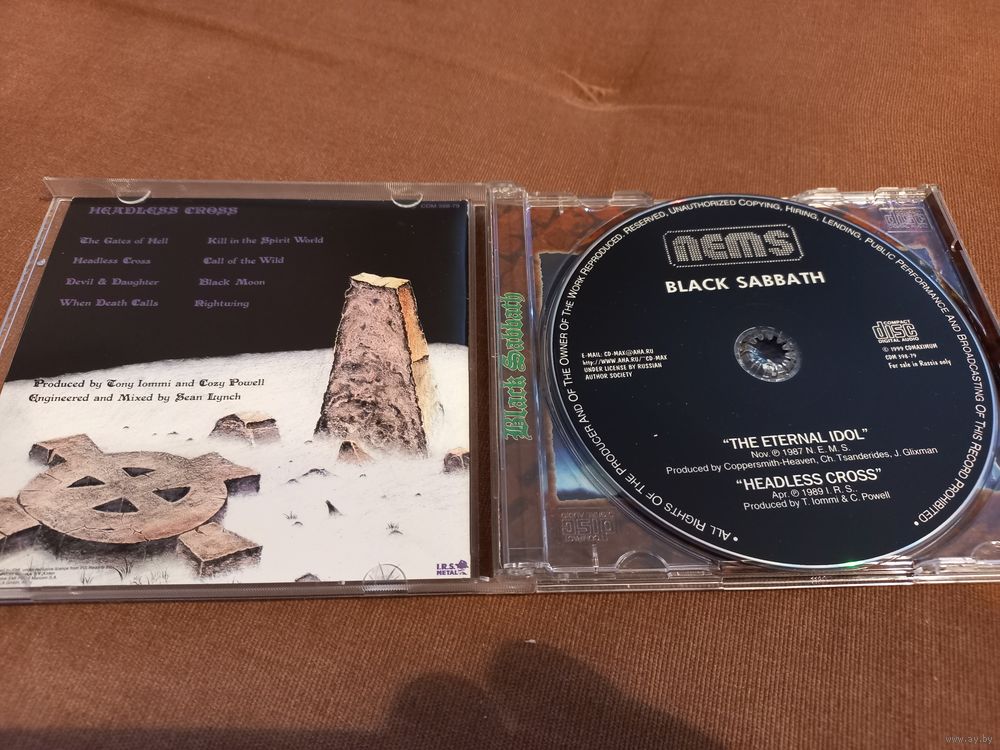 HEADLESS CROSS
CDM 598-79
The Gates of Hell
Kill in the Spirit World
Headless Cross
Call of the Wild
Devil & Daughter
Black Moon
When Death Calls
Nightwing
Produced by Tony Iommi and Cozy Powell
Engineered and Mixed by Sean Lynch
I.R.S.
METAL
Black Sabbath
ALL RIGHTS OF THE PRODUCER AND OF THE OWNER OF THE WORK REPRODUCED, RESERVED, UNAUTHORIZED COPYING, HIRING, LENDING, PUBLIC PERFORMANCE AND BROADCASTING OF THIS RECORD PROHIBITED
NEMS
BLACK SABBATH
E-MAIL: CD-MAX@AHA.RU
http://WWW.AHA.RU/~CD-MAX
UNDER LICENSE BY RUSSIAN
AUTHOR SOCIETY
COMPACT
disc
DIGITAL AUDIO
© 1999 CDMAXIMUM
CDM 598-79
For sale in Russia only
"THE ETERNAL IDOL"
Nov. ℗ 1987 N. E. M. S.
Produced by Coppersmith-Heaven, Ch. Tsanderides, J. Glixman
"HEADLESS CROSS"
Apr. ℗ 1989 I. R. S.
Produced by T. Iommi & C. Powell
www.ay.by